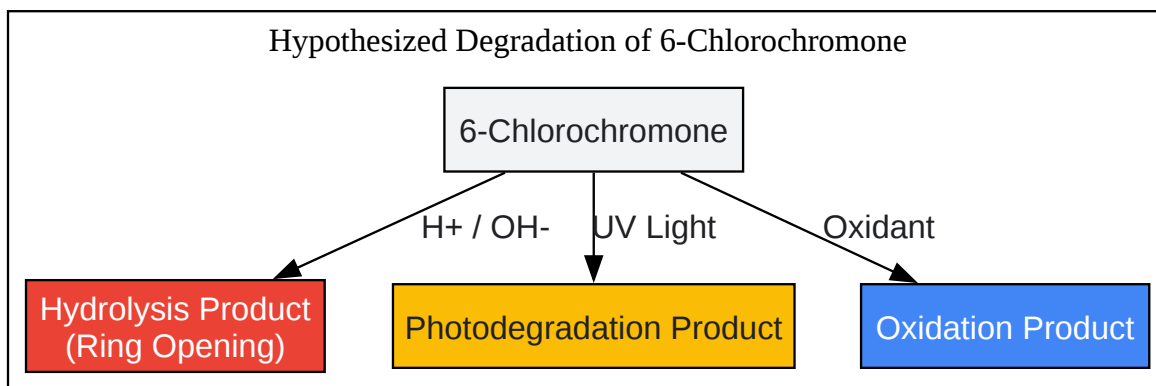 Hypothesized Degradation of 6-Chlorochromone
6-Chlorochromone
H+ / OH-
UV Light
Oxidant
Hydrolysis Product
(Ring Opening)
Photodegradation Product
Oxidation Product